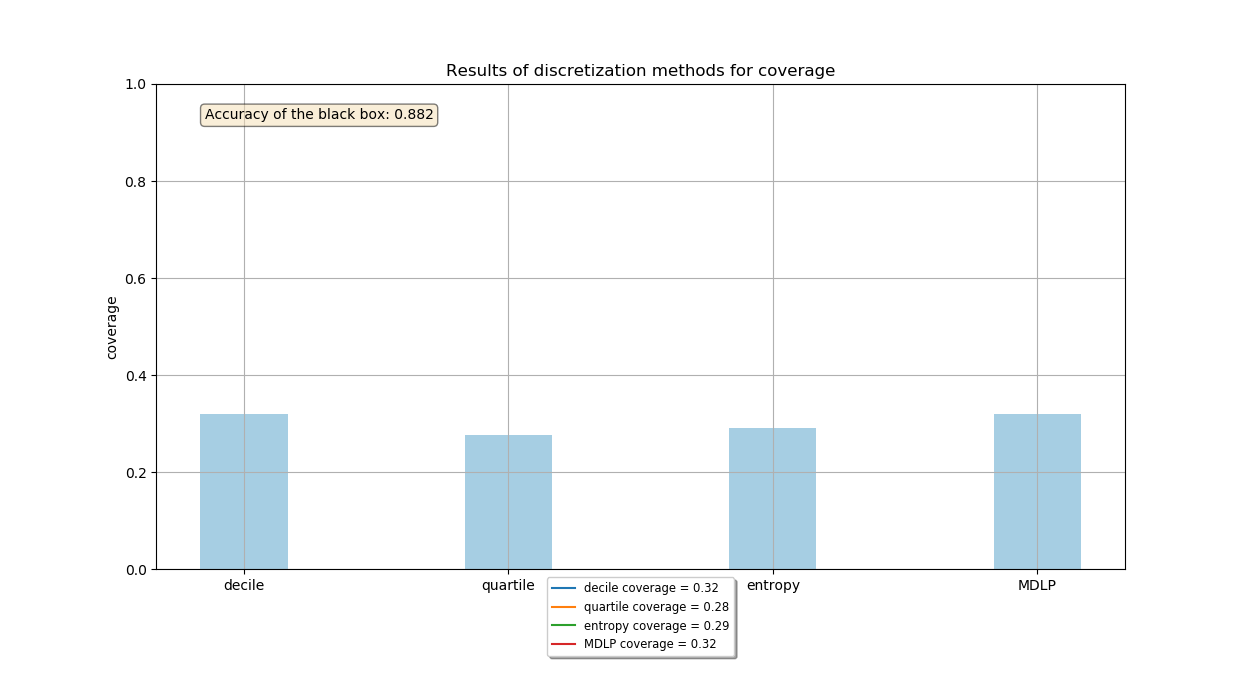 Results of discretization methods for coverage
1.0
Accuracy of the black box: 0.882
0.8
0.6
coverage
0.4
0.2
0.0
decile quartile entropy MDLP
decile coverage = 0.32
quartile coverage = 0.28
entropy coverage = 0.29
MDLP coverage = 0.32